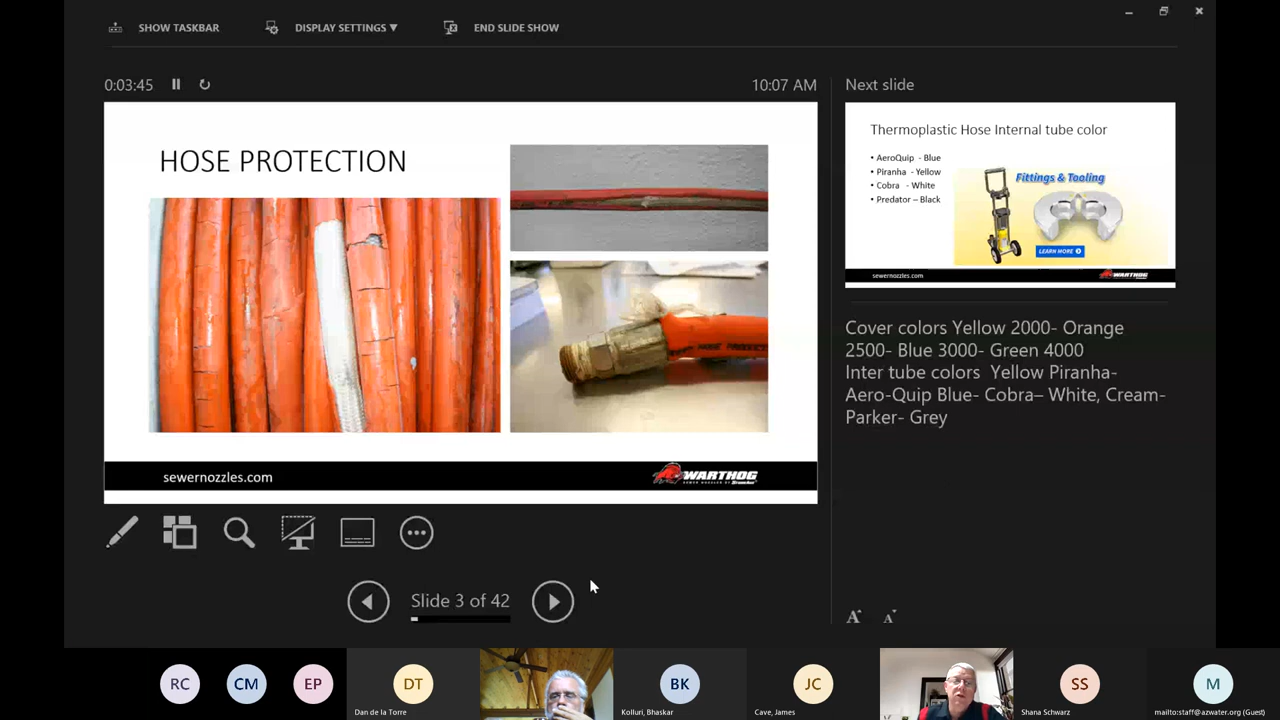 SHOW TASKBAR
DISPLAY SETTINGS
END SLIDE SHOW
0:03:45
10:07 AM
HOSE PROTECTION
sewernozzles.com
WARTHOG
Next slide
Thermoplastic Hose Internal tube color
• AeroQuip - Blue
• Piranha - Yellow
• Cobra - White
• Predator – Black
Fittings & Tooling
LEARN MORE
sewernozzles.com
WARTHOG
Cover colors Yellow 2000- Orange
2500- Blue 3000- Green 4000
Inter tube colors Yellow Piranha-
Aero-Quip Blue- Cobra– White, Cream-
Parker- Grey
Slide 3 of 42
A A
RC
CM
EP
DT
Dan de la Torre
BK
Kolluri, Bhaskar
JC
Cave, James
SS
Shana Schwarz
M
mailto:staff@azwater.org (Guest)